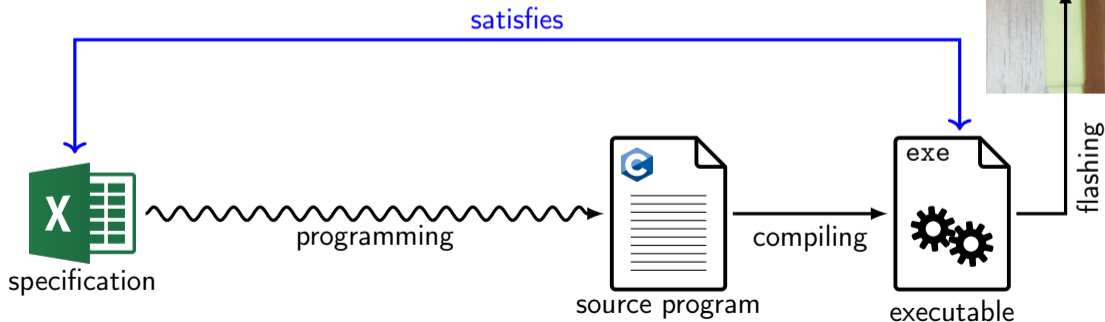 satisfies
exe
flashing
X
C
programming
compiling
specification
source program
executable